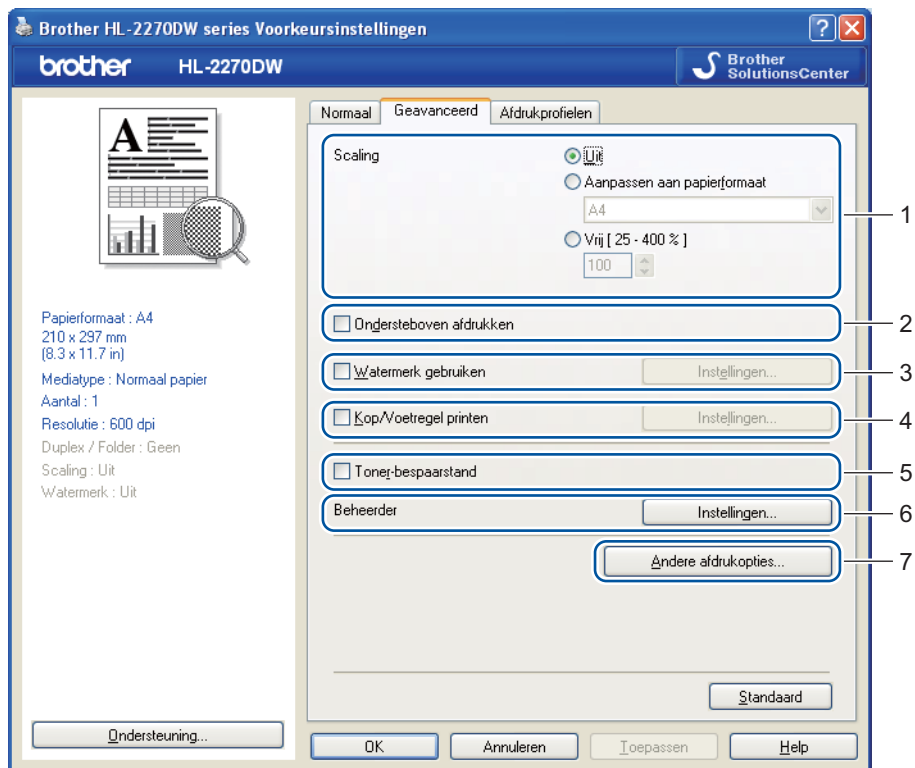 Brother HL-2270DW series Voorkeursinstellingen
brother HL-2270DW
Brother
SolutionsCenter
Normaal Geavanceerd Afdrukprofielen
A
Scaling
Uit
Aanpassen aan papierformaat
A4
1
Vrij [ 25 - 400 % ]
100
Papierformaat : A4
210 x 297 mm
(8.3 x 11.7 in)
Mediatype : Normaal papier
Aantal : 1
Resolutie : 600 dpi
Duplex / Folder : Geen
Scaling : Uit
Watermerk : Uit
Ondersteboven afdrukken 2
Watermerk gebruiken Instellingen... 3
Kop/Voetregel printen Instellingen... 4
Toner-bespaarstand 5
Beheerder Instellingen... 6
Andere afdrukopties... 7
Standaard
Ondersteuning...
OK Annuleren Toepassen Help